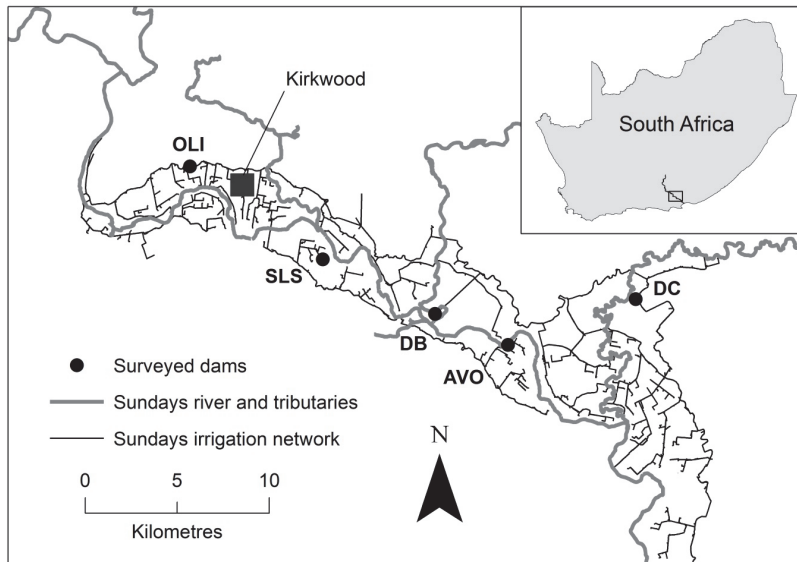 Kirkwood
OLI
South Africa
SLS
DC
DB
AVO
Surveyed dams
Sundays river and tributaries
Sundays irrigation network
N
0 5 10
Kilometres